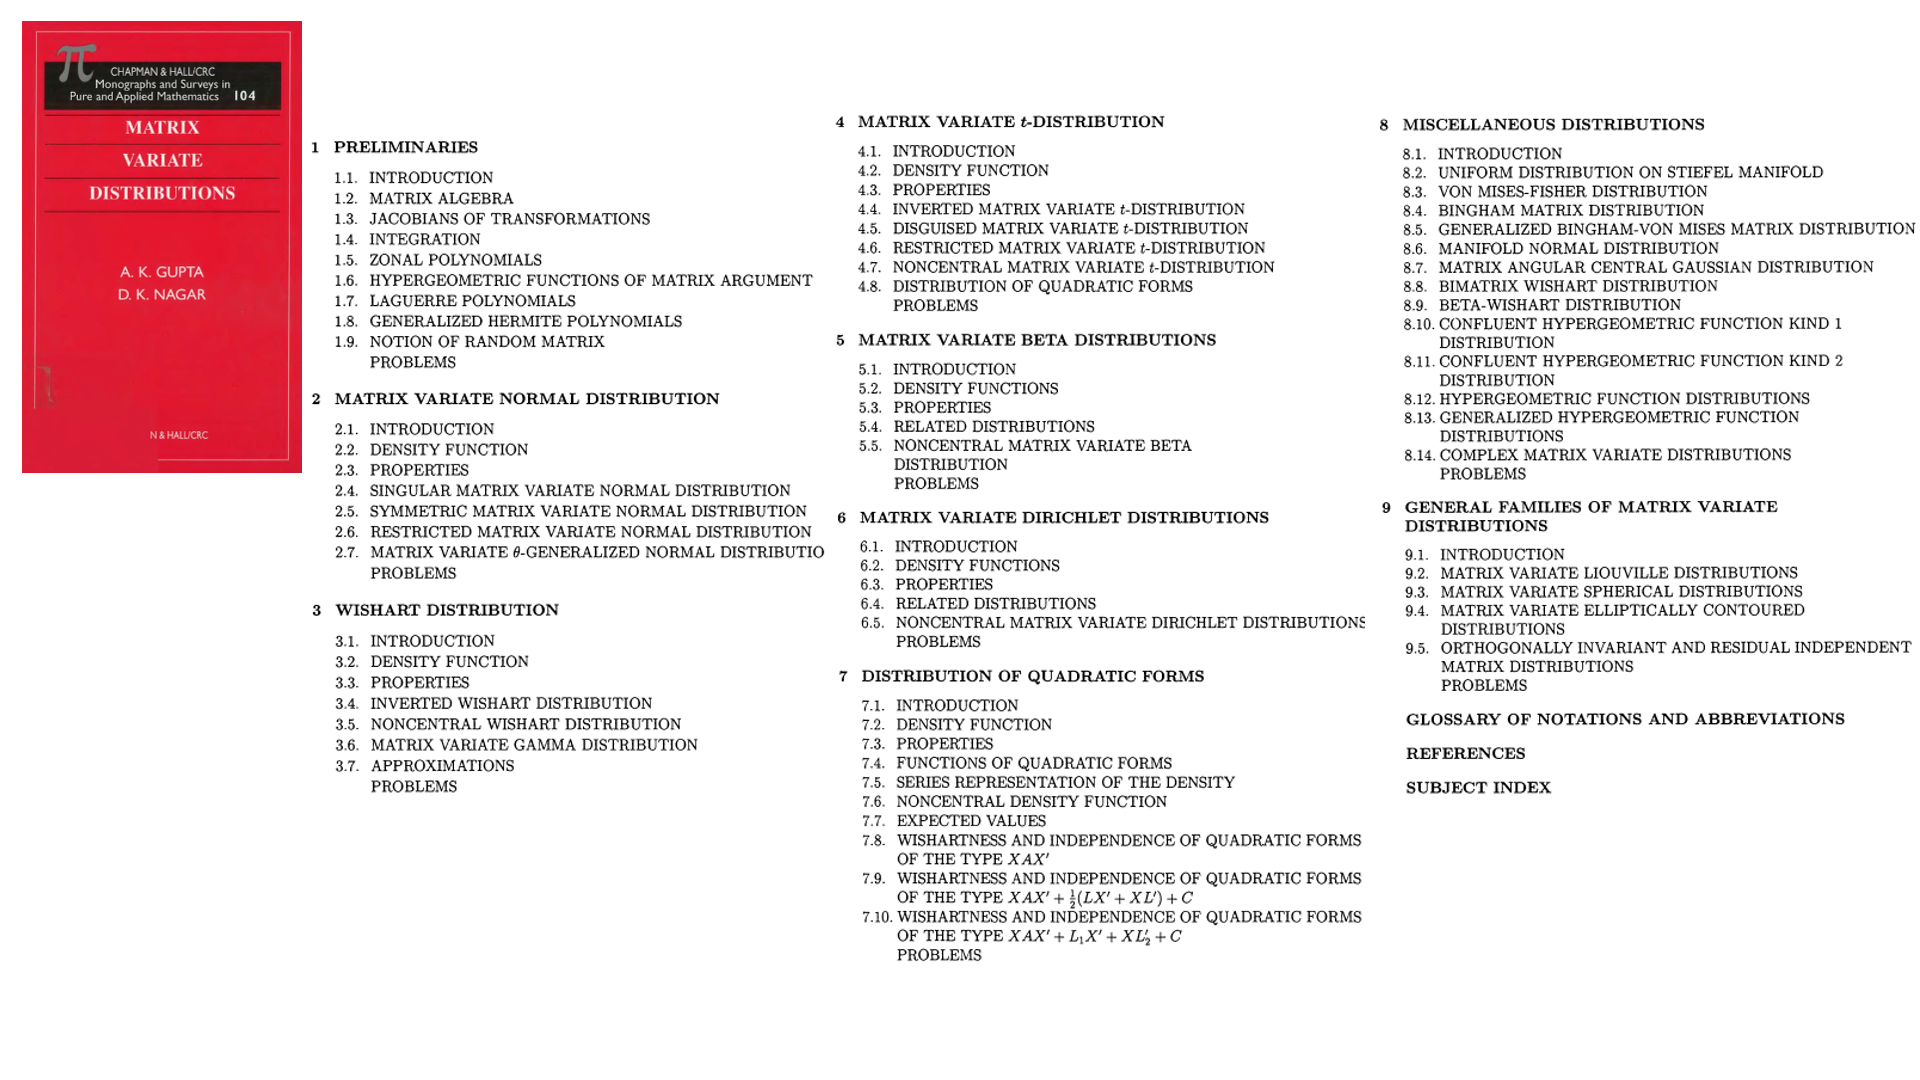 π
CHAPMAN & HALL/CRC
Monographs and Surveys in
Pure and Applied Mathematics 104
MATRIX
VARIATE
DISTRIBUTIONS
A. K. GUPTA
D. K. NAGAR
N & HALL/CRC
1 PRELIMINARIES
1.1. INTRODUCTION
1.2. MATRIX ALGEBRA
1.3. JACOBIANS OF TRANSFORMATIONS
1.4. INTEGRATION
1.5. ZONAL POLYNOMIALS
1.6. HYPERGEOMETRIC FUNCTIONS OF MATRIX ARGUMENT
1.7. LAGUERRE POLYNOMIALS
1.8. GENERALIZED HERMITE POLYNOMIALS
1.9. NOTION OF RANDOM MATRIX
PROBLEMS
2 MATRIX VARIATE NORMAL DISTRIBUTION
2.1. INTRODUCTION
2.2. DENSITY FUNCTION
2.3. PROPERTIES
2.4. SINGULAR MATRIX VARIATE NORMAL DISTRIBUTION
2.5. SYMMETRIC MATRIX VARIATE NORMAL DISTRIBUTION
2.6. RESTRICTED MATRIX VARIATE NORMAL DISTRIBUTION
2.7. MATRIX VARIATE θ-GENERALIZED NORMAL DISTRIBUTIO
PROBLEMS
3 WISHART DISTRIBUTION
3.1. INTRODUCTION
3.2. DENSITY FUNCTION
3.3. PROPERTIES
3.4. INVERTED WISHART DISTRIBUTION
3.5. NONCENTRAL WISHART DISTRIBUTION
3.6. MATRIX VARIATE GAMMA DISTRIBUTION
3.7. APPROXIMATIONS
PROBLEMS
4 MATRIX VARIATE t-DISTRIBUTION
4.1. INTRODUCTION
4.2. DENSITY FUNCTION
4.3. PROPERTIES
4.4. INVERTED MATRIX VARIATE t-DISTRIBUTION
4.5. DISGUISED MATRIX VARIATE t-DISTRIBUTION
4.6. RESTRICTED MATRIX VARIATE t-DISTRIBUTION
4.7. NONCENTRAL MATRIX VARIATE t-DISTRIBUTION
4.8. DISTRIBUTION OF QUADRATIC FORMS
PROBLEMS
5 MATRIX VARIATE BETA DISTRIBUTIONS
5.1. INTRODUCTION
5.2. DENSITY FUNCTIONS
5.3. PROPERTIES
5.4. RELATED DISTRIBUTIONS
5.5. NONCENTRAL MATRIX VARIATE BETA
DISTRIBUTION
PROBLEMS
6 MATRIX VARIATE DIRICHLET DISTRIBUTIONS
6.1. INTRODUCTION
6.2. DENSITY FUNCTIONS
6.3. PROPERTIES
6.4. RELATED DISTRIBUTIONS
6.5. NONCENTRAL MATRIX VARIATE DIRICHLET DISTRIBUTIONS
PROBLEMS
7 DISTRIBUTION OF QUADRATIC FORMS
7.1. INTRODUCTION
7.2. DENSITY FUNCTION
7.3. PROPERTIES
7.4. FUNCTIONS OF QUADRATIC FORMS
7.5. SERIES REPRESENTATION OF THE DENSITY
7.6. NONCENTRAL DENSITY FUNCTION
7.7. EXPECTED VALUES
7.8. WISHARTNESS AND INDEPENDENCE OF QUADRATIC FORMS
OF THE TYPE XAX′
7.9. WISHARTNESS AND INDEPENDENCE OF QUADRATIC FORMS
OF THE TYPE XAX′ + ½(LX′ + XL′) + C
7.10. WISHARTNESS AND INDEPENDENCE OF QUADRATIC FORMS
OF THE TYPE XAX′ + L₁X′ + XL₂′ + C
PROBLEMS
8 MISCELLANEOUS DISTRIBUTIONS
8.1. INTRODUCTION
8.2. UNIFORM DISTRIBUTION ON STIEFEL MANIFOLD
8.3. VON MISES-FISHER DISTRIBUTION
8.4. BINGHAM MATRIX DISTRIBUTION
8.5. GENERALIZED BINGHAM-VON MISES MATRIX DISTRIBUTION
8.6. MANIFOLD NORMAL DISTRIBUTION
8.7. MATRIX ANGULAR CENTRAL GAUSSIAN DISTRIBUTION
8.8. BIMATRIX WISHART DISTRIBUTION
8.9. BETA-WISHART DISTRIBUTION
8.10. CONFLUENT HYPERGEOMETRIC FUNCTION KIND 1
DISTRIBUTION
8.11. CONFLUENT HYPERGEOMETRIC FUNCTION KIND 2
DISTRIBUTION
8.12. HYPERGEOMETRIC FUNCTION DISTRIBUTIONS
8.13. GENERALIZED HYPERGEOMETRIC FUNCTION
DISTRIBUTIONS
8.14. COMPLEX MATRIX VARIATE DISTRIBUTIONS
PROBLEMS
9 GENERAL FAMILIES OF MATRIX VARIATE
DISTRIBUTIONS
9.1. INTRODUCTION
9.2. MATRIX VARIATE LIOUVILLE DISTRIBUTIONS
9.3. MATRIX VARIATE SPHERICAL DISTRIBUTIONS
9.4. MATRIX VARIATE ELLIPTICALLY CONTOURED
DISTRIBUTIONS
9.5. ORTHOGONALLY INVARIANT AND RESIDUAL INDEPENDENT
MATRIX DISTRIBUTIONS
PROBLEMS
GLOSSARY OF NOTATIONS AND ABBREVIATIONS
REFERENCES
SUBJECT INDEX